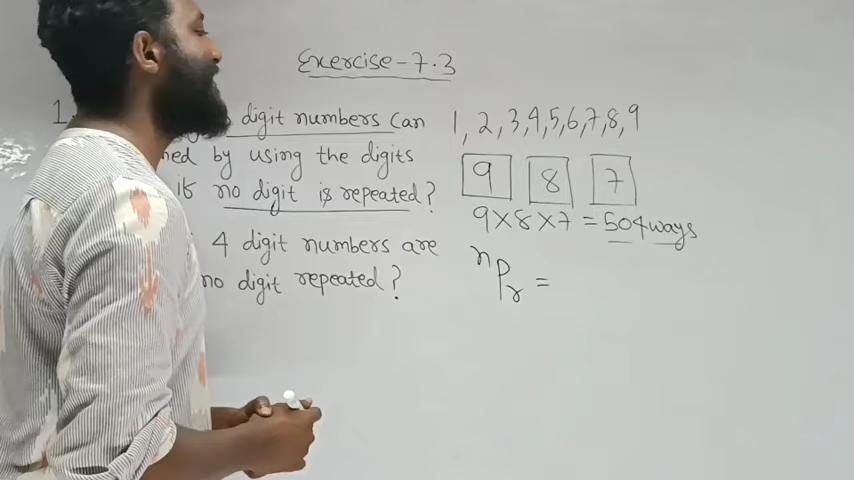 Exercise-7.3
1. digit numbers can
by using the digits
if no digit is repeated?
4 digit numbers are
no digit repeated?
1, 2, 3, 4, 5, 6, 7, 8, 9
9 8 7
9×8×7 = 504 ways
nPr =